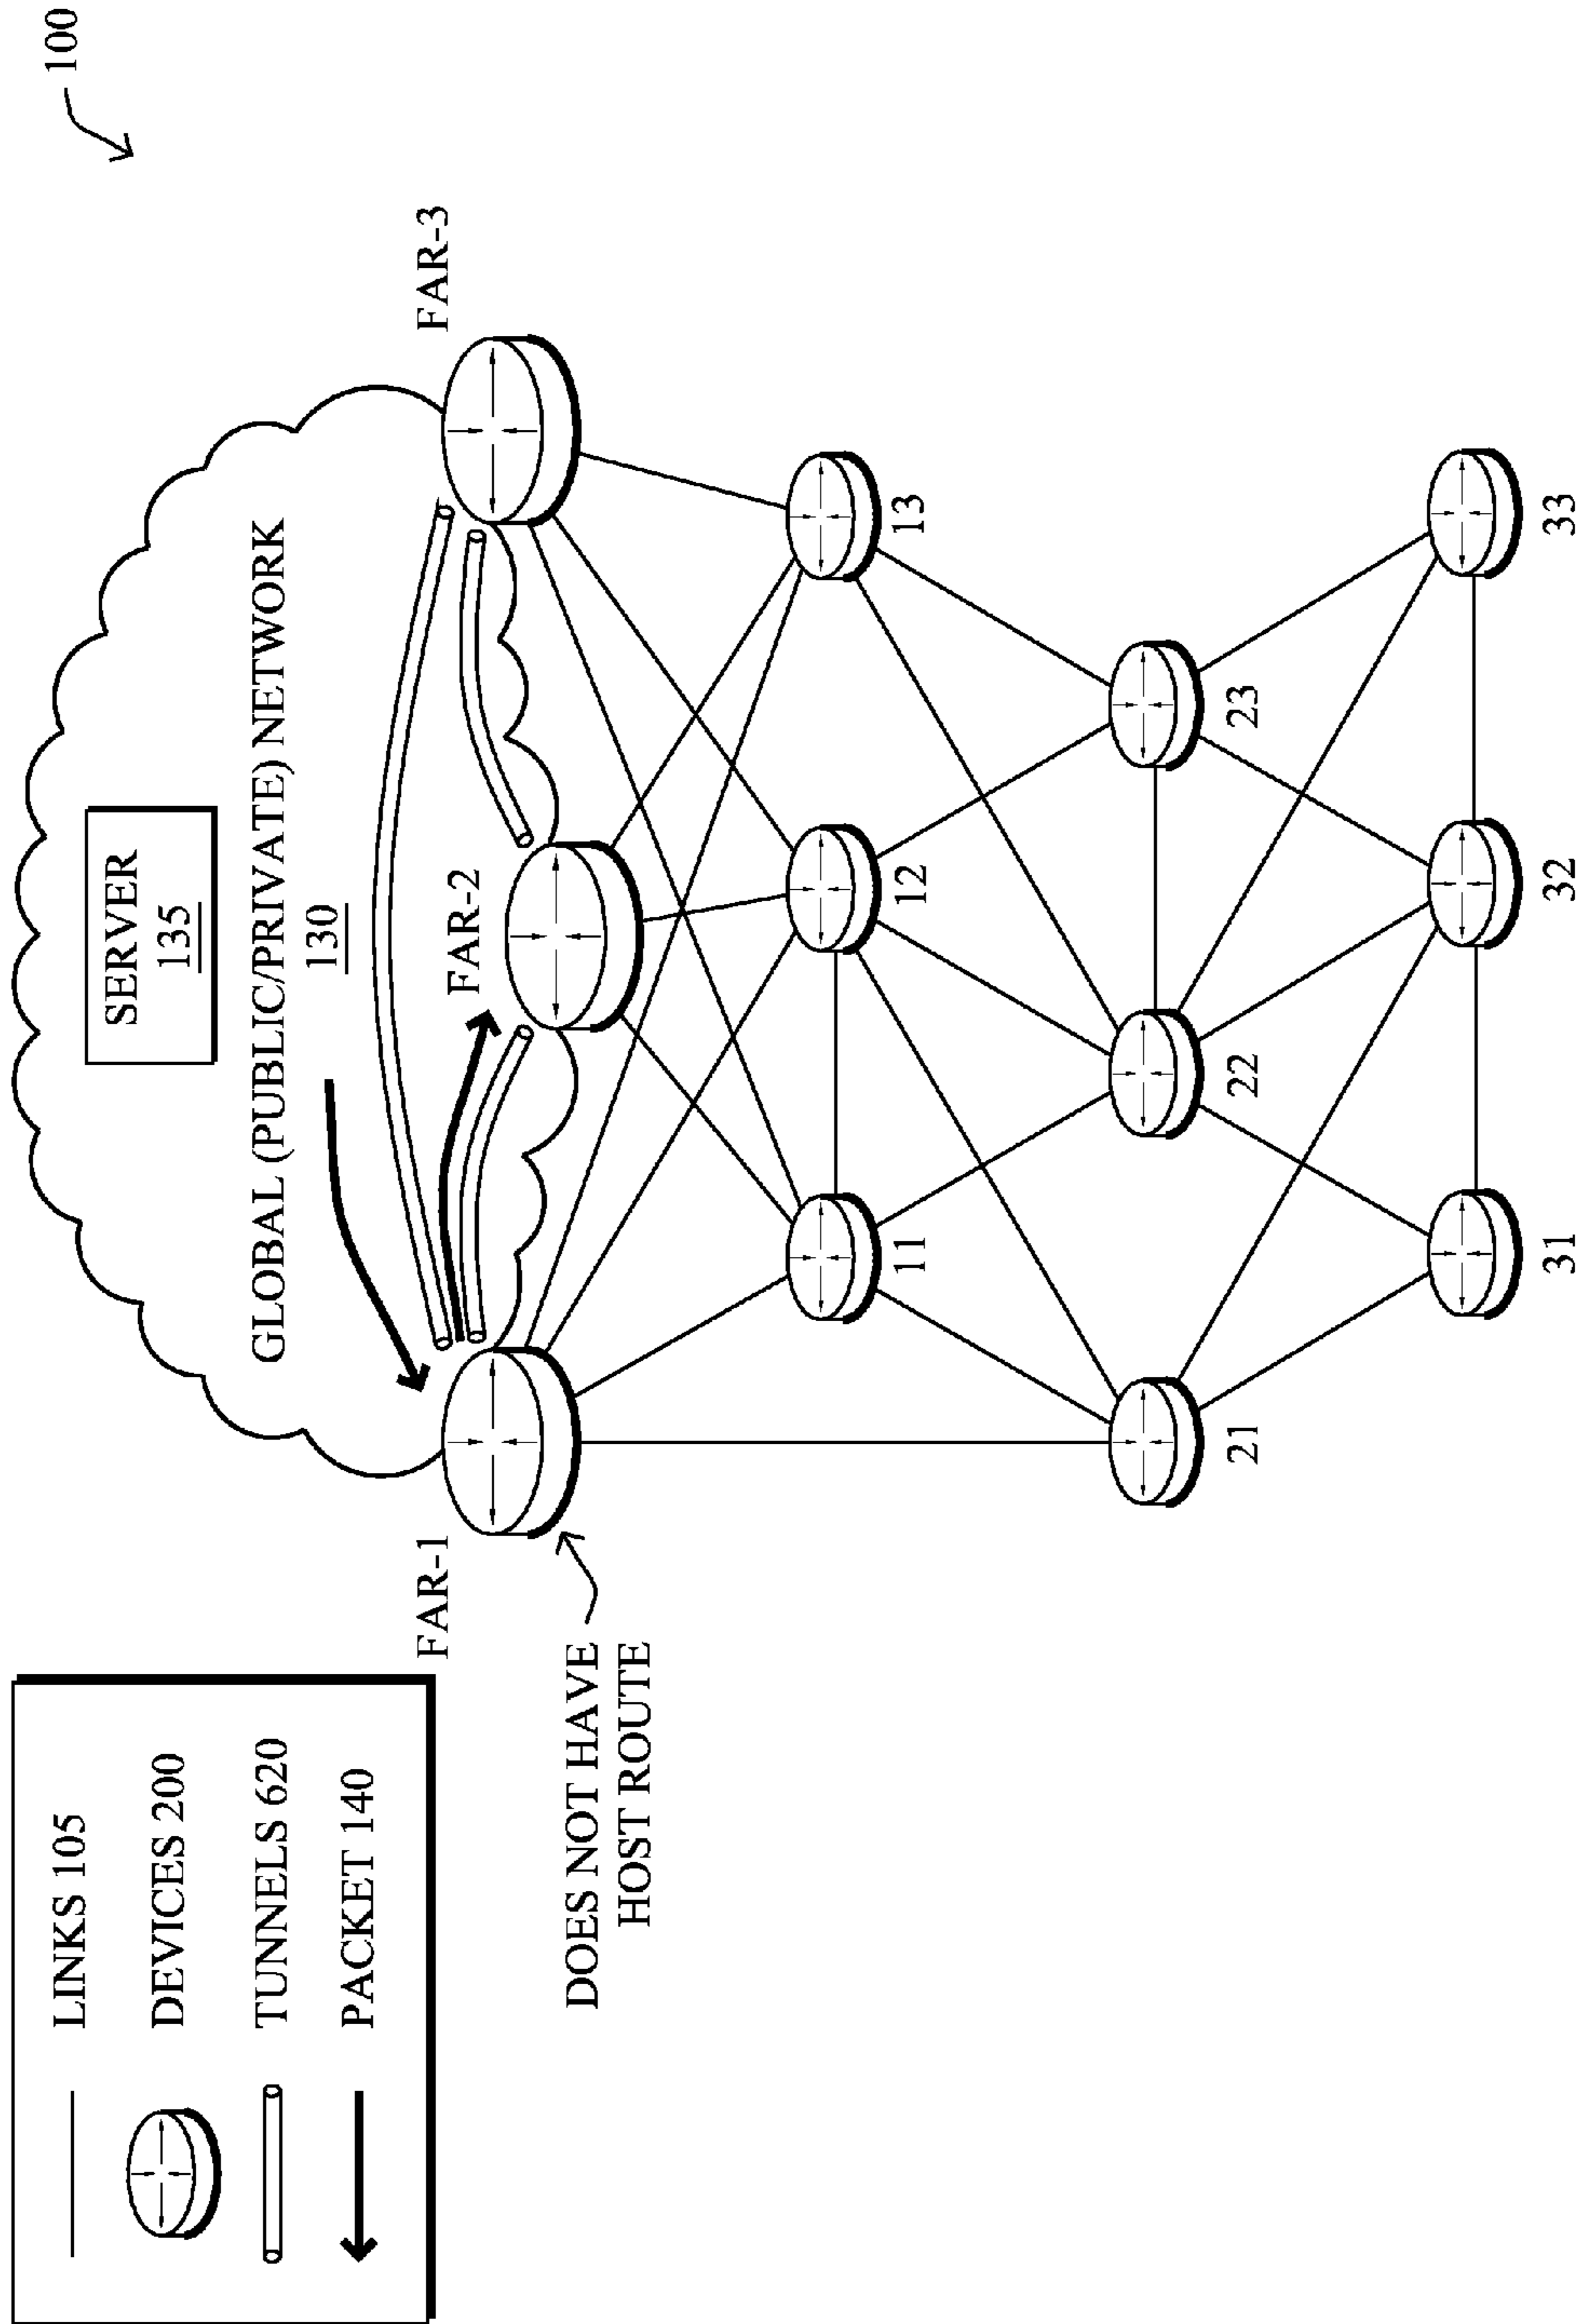 LINKS 105
DEVICES 200
TUNNELS 620
PACKET 140
100
SERVER
135
GLOBAL (PUBLIC/PRIVATE) NETWORK
130
FAR-1
FAR-2
FAR-3
DOES NOT HAVE
HOST ROUTE
11
12
13
21
22
23
31
32
33